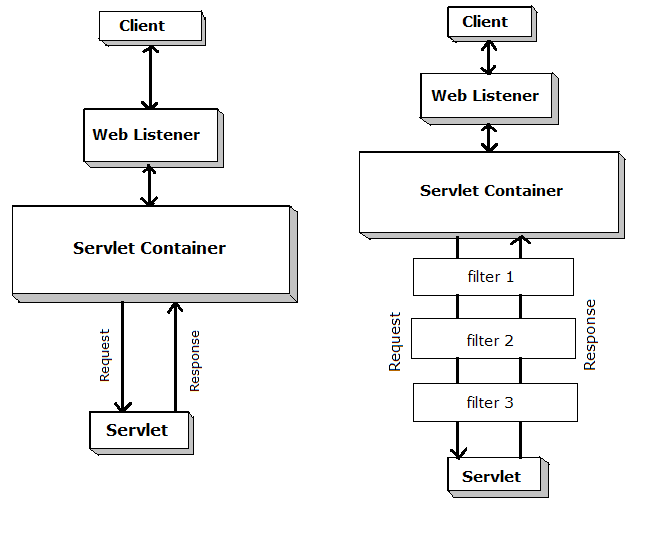 Client
Web Listener
Servlet Container
Request
Response
Servlet
Client
Web Listener
Servlet Container
filter 1
Request
filter 2
Response
filter 3
Servlet